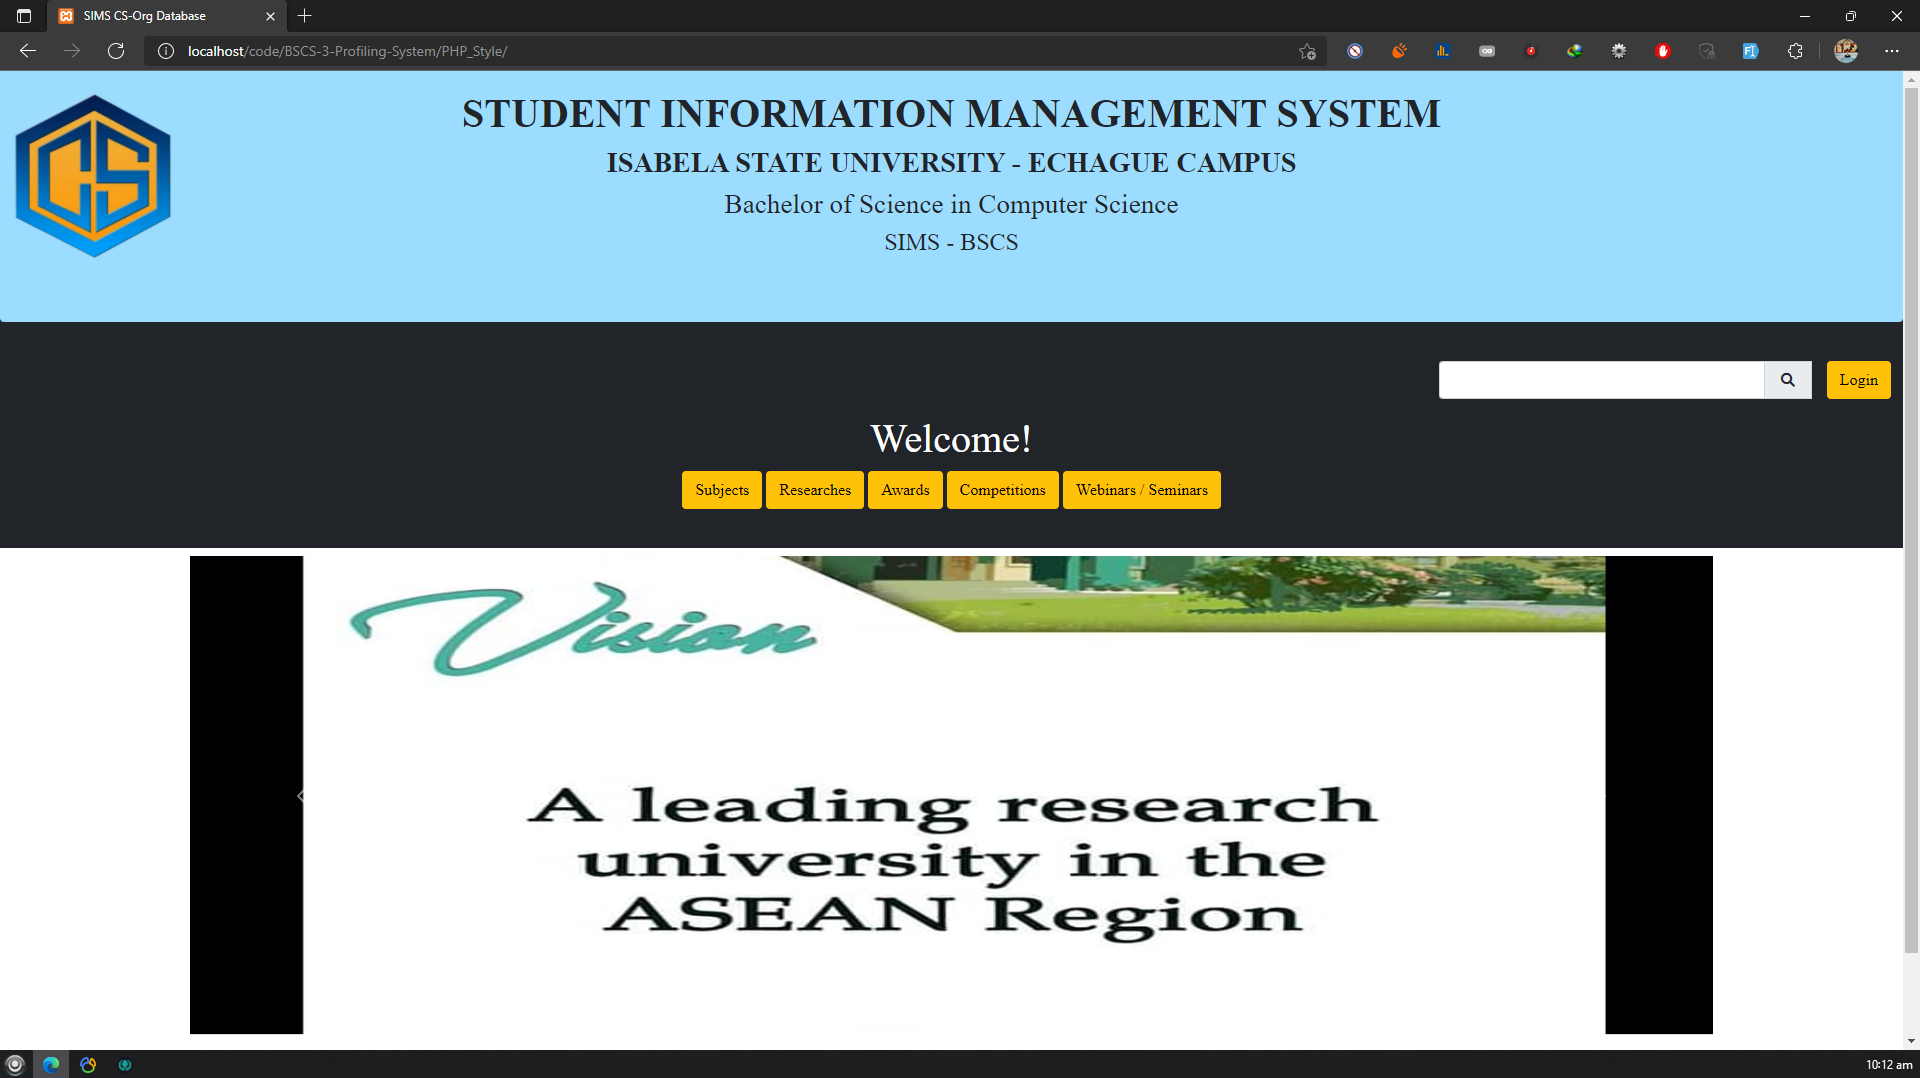 SIMS CS-Org Database
localhost/code/BSCS-3-Profiling-System/PHP_Style/
CS
STUDENT INFORMATION MANAGEMENT SYSTEM
ISABELA STATE UNIVERSITY - ECHAGUE CAMPUS
Bachelor of Science in Computer Science
SIMS - BSCS
Login
Welcome!
Subjects Researches Awards Competitions Webinars / Seminars
Vision
A leading research
university in the
ASEAN Region
10:12 am